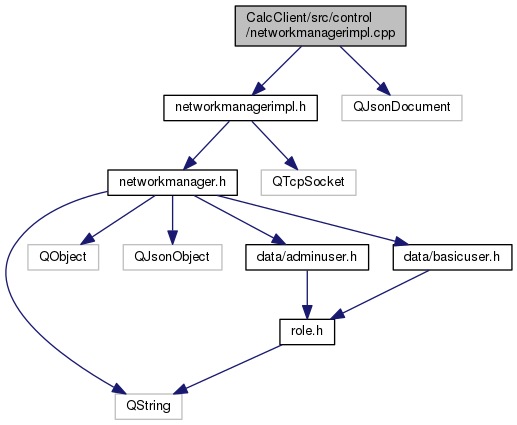 CalcClient/src/control
/networkmanagerimpl.cpp
networkmanagerimpl.h
QJsonDocument
networkmanager.h
QTcpSocket
QObject
QJsonObject
data/adminuser.h
data/basicuser.h
role.h
QString